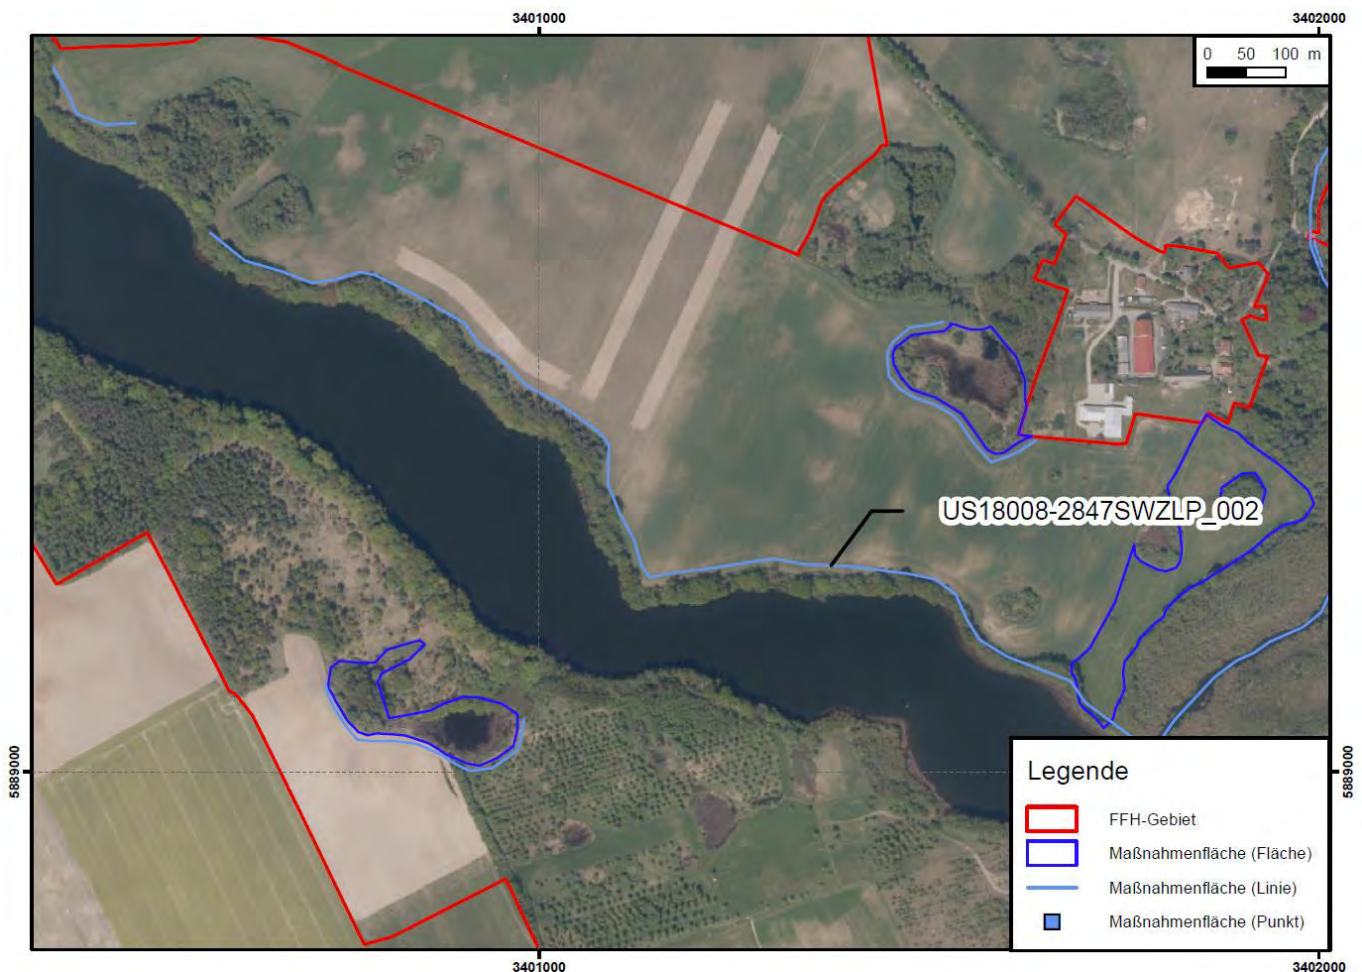 3401000
3402000
0 50 100 m
US18008-2847SWZLP_002
5889000
5889000
Legende
FFH-Gebiet
Maßnahmenfläche (Fläche)
Maßnahmenfläche (Linie)
Maßnahmenfläche (Punkt)
3401000
3402000